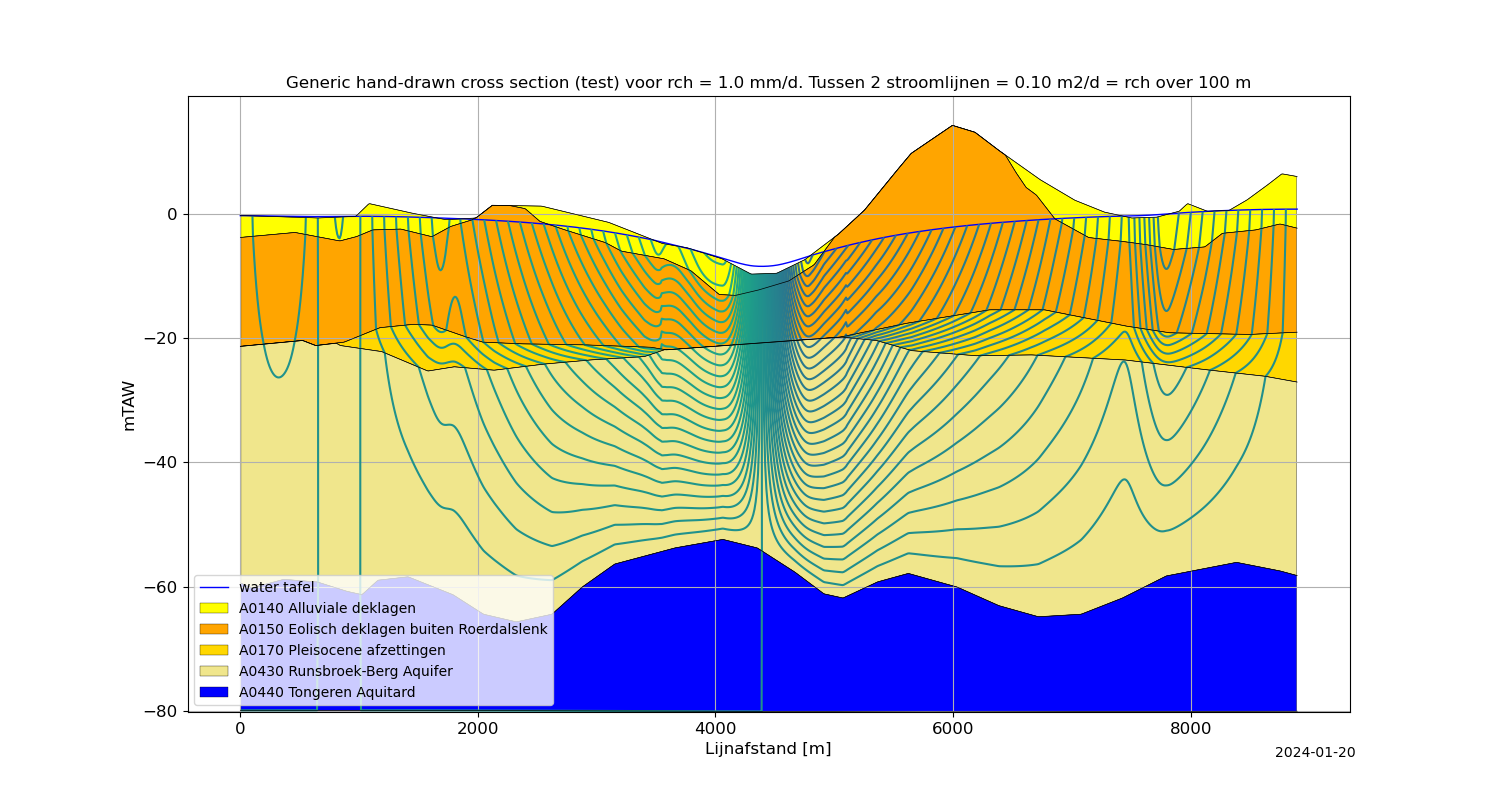 Generic hand-drawn cross section (test) voor rch = 1.0 mm/d. Tussen 2 stroomlijnen = 0.10 m2/d = rch over 100 m
mTAW
0
−20
−40
−60
−80
water tafel
A0140 Alluviale deklagen
A0150 Eolisch deklagen buiten Roerdalslenk
A0170 Pleisocene afzettingen
A0430 Runsbroek-Berg Aquifer
A0440 Tongeren Aquitard
0 2000 4000 6000 8000
Lijnafstand [m]
2024-01-20